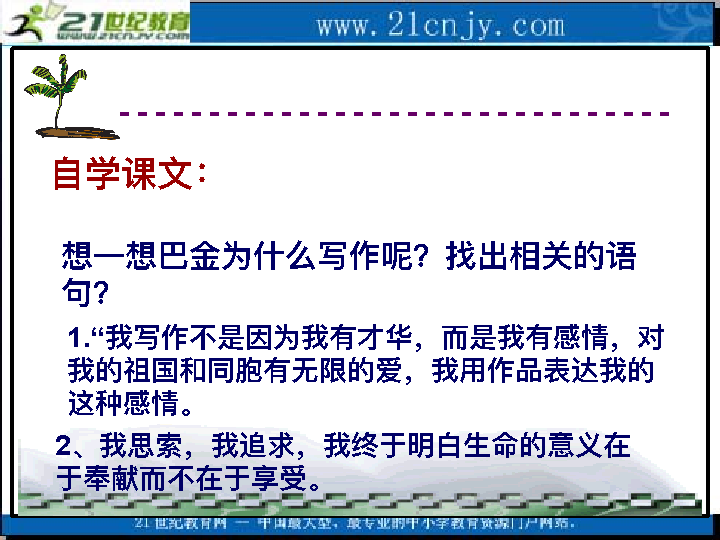 21世纪教育
WWW.21CNJY.COM
www.21cnjy.com
自学课文：
想一想巴金为什么写作呢？找出相关的语
句？
1.“我写作不是因为我有才华，而是我有感情，对
我的祖国和同胞有无限的爱，我用作品表达我的
这种感情。
2、我思索，我追求，我终于明白生命的意义在
于奉献而不在于享受。
21世纪教育网 -- 中国最大型、最专业的中小学教育资源门户网站.